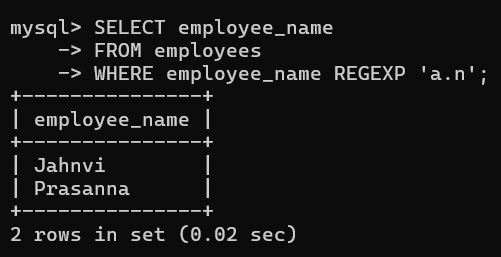 mysql> SELECT employee_name
    -> FROM employees
    -> WHERE employee_name REGEXP 'a.n';
+---------------+
| employee_name |
+---------------+
| Jahnvi        |
| Prasanna      |
+---------------+
2 rows in set (0.02 sec)